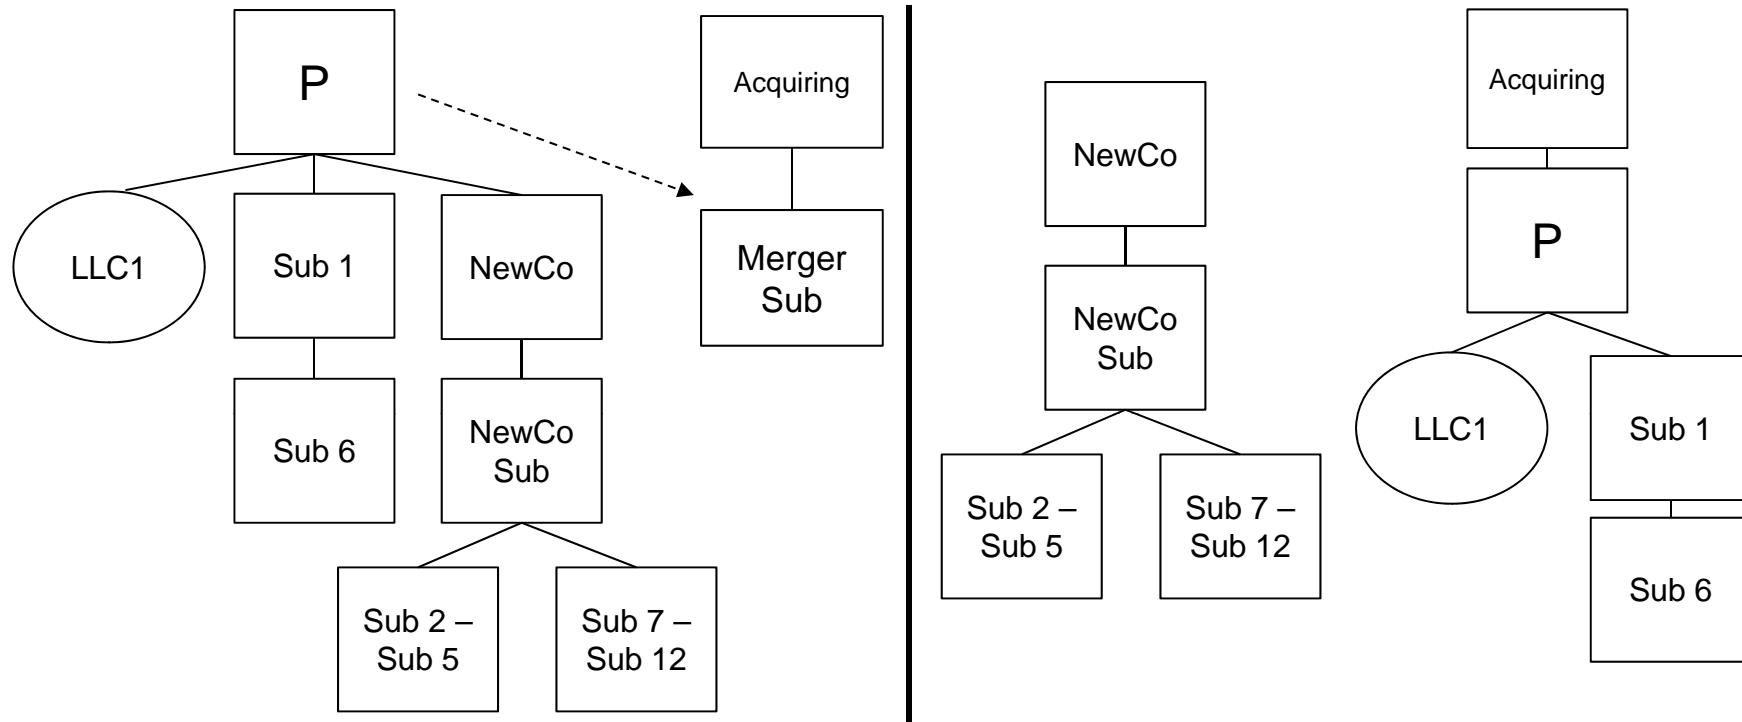 P
Acquiring
LLC1
Sub 1
NewCo
Merger
Sub
Sub 6
NewCo
Sub
Sub 2 –
Sub 5
Sub 7 –
Sub 12
NewCo
NewCo
Sub
Sub 2 –
Sub 5
Sub 7 –
Sub 12
Acquiring
P
LLC1
Sub 1
Sub 6